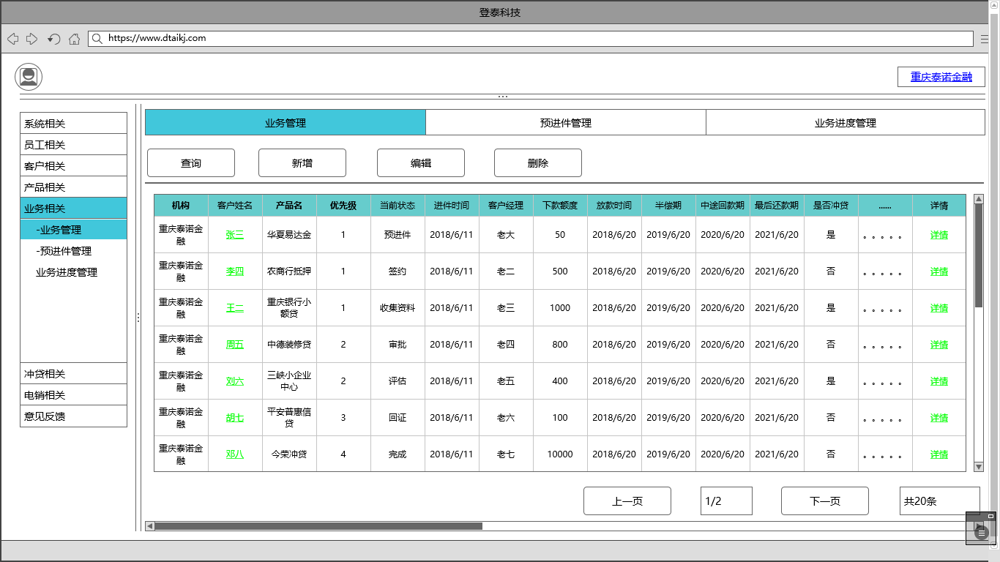 登泰科技
https://www.dtaikj.com
重庆泰诺金融
系统相关
员工相关
客户相关
产品相关
业务相关
-业务管理
-预进件管理
业务进度管理
冲贷相关
电销相关
意见反馈
业务管理 预进件管理 业务进度管理
查询 新增 编辑 删除
机构 客户姓名 产品名 优先级 当前状态 进件时间 客户经理 下款额度 放款时间 半偿期 中途回款期 最后还款期 是否冲贷 ...... 详情
重庆泰诺金融 张三 华夏易达金 1 预进件 2018/6/11 老大 50 2018/6/20 2019/6/20 2020/6/20 2021/6/20 是 。。。。。 详情
重庆泰诺金融 李四 农商行抵押 1 签约 2018/6/11 老二 500 2018/6/20 2019/6/20 2020/6/20 2021/6/20 否 。。。。。 详情
重庆泰诺金融 王二 重庆银行小额贷 1 收集资料 2018/6/11 老三 1000 2018/6/20 2019/6/20 2020/6/20 2021/6/20 是 。。。。。 详情
重庆泰诺金融 周五 中德装修贷 2 审批 2018/6/11 老四 800 2018/6/20 2019/6/20 2020/6/20 2021/6/20 否 。。。。。 详情
重庆泰诺金融 刘六 三峡小企业中心 2 评估 2018/6/11 老五 400 2018/6/20 2019/6/20 2020/6/20 2021/6/20 是 。。。。。 详情
重庆泰诺金融 胡七 平安普惠信贷 3 回证 2018/6/11 老六 100 2018/6/20 2019/6/20 2020/6/20 2021/6/20 否 。。。。。 详情
重庆泰诺金融 邓八 今荣冲贷 4 完成 2018/6/11 老七 10000 2018/6/20 2019/6/20 2020/6/20 2021/6/20 否 。。。。。 详情
上一页 1/2 下一页 共20条